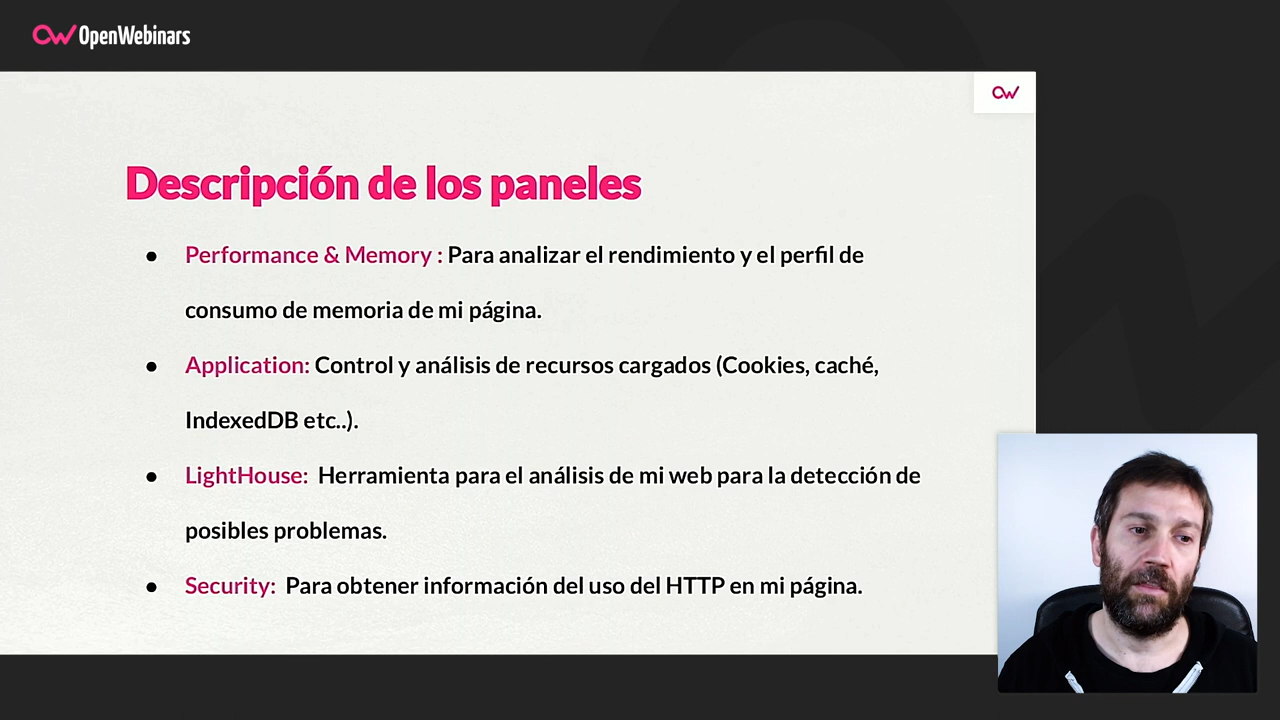 OpenWebinars
Descripción de los paneles
● Performance & Memory : Para analizar el rendimiento y el perfil de
consumo de memoria de mi página.
● Application: Control y análisis de recursos cargados (Cookies, caché,
IndexedDB etc..).
● LightHouse: Herramienta para el análisis de mi web para la detección de
posibles problemas.
● Security: Para obtener información del uso del HTTP en mi página.